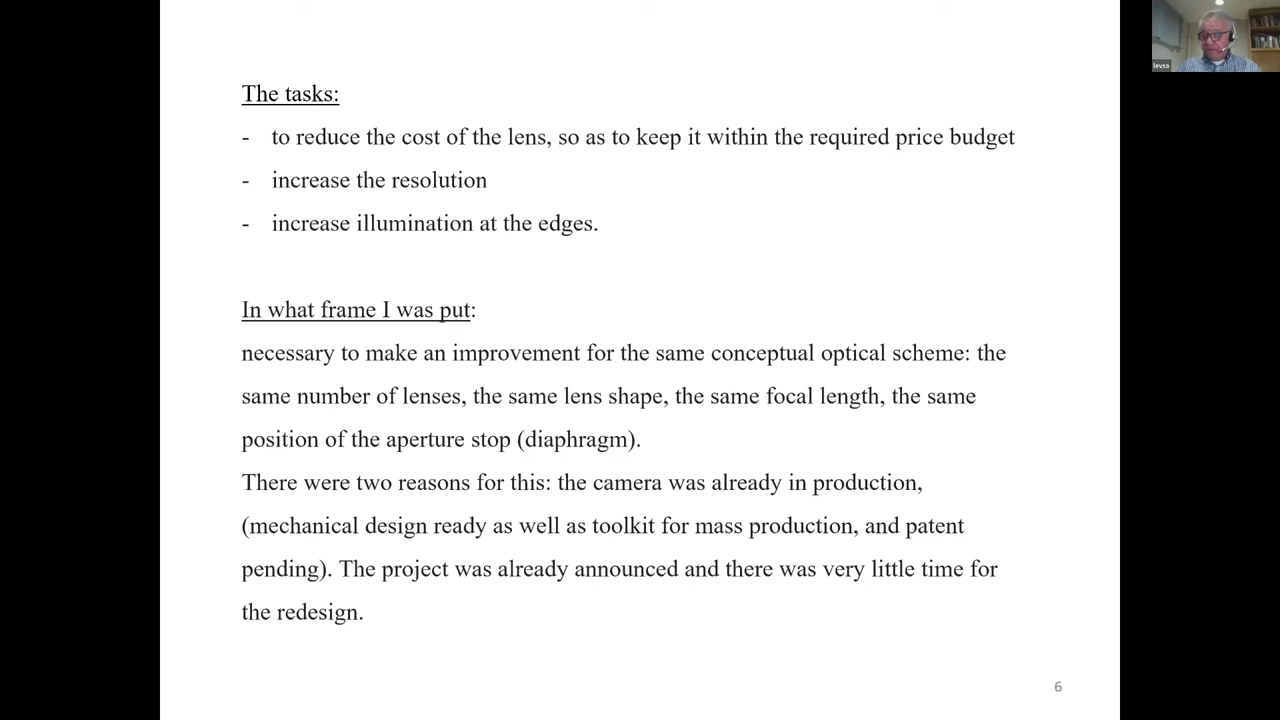 The tasks:
- to reduce the cost of the lens, so as to keep it within the required price budget
- increase the resolution
- increase illumination at the edges.
In what frame I was put:
necessary to make an improvement for the same conceptual optical scheme: the
same number of lenses, the same lens shape, the same focal length, the same
position of the aperture stop (diaphragm).
There were two reasons for this: the camera was already in production,
(mechanical design ready as well as toolkit for mass production, and patent
pending). The project was already announced and there was very little time for
the redesign.
6
levsa